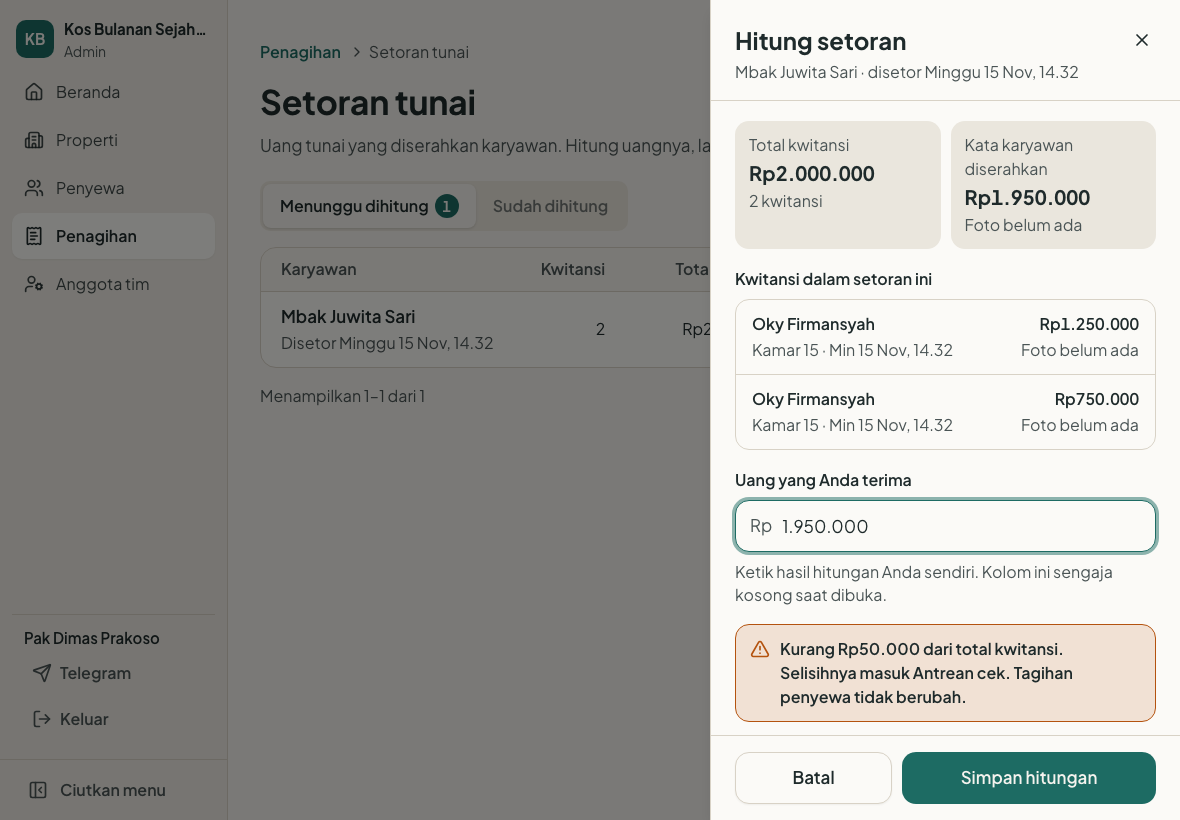 KB
Kos Bulanan Sejah…
Admin
Beranda
Properti
Penyewa
Penagihan
Anggota tim
Pak Dimas Prakoso
Telegram
Keluar
Ciutkan menu
Penagihan > Setoran tunai
Setoran tunai
Uang tunai yang diserahkan karyawan. Hitung uangnya, la
Menunggu dihitung 1
Sudah dihitung
Karyawan Kwitansi Tota
Mbak Juwita Sari
Disetor Minggu 15 Nov, 14.32
2 Rp2
Menampilkan 1–1 dari 1
Hitung setoran
Mbak Juwita Sari · disetor Minggu 15 Nov, 14.32
Total kwitansi
Rp2.000.000
2 kwitansi
Kata karyawan
diserahkan
Rp1.950.000
Foto belum ada
Kwitansi dalam setoran ini
Oky Firmansyah Rp1.250.000
Kamar 15 · Min 15 Nov, 14.32 Foto belum ada
Oky Firmansyah Rp750.000
Kamar 15 · Min 15 Nov, 14.32 Foto belum ada
Uang yang Anda terima
Rp 1.950.000
Ketik hasil hitungan Anda sendiri. Kolom ini sengaja
kosong saat dibuka.
Kurang Rp50.000 dari total kwitansi.
Selisihnya masuk Antrean cek. Tagihan
penyewa tidak berubah.
Batal
Simpan hitungan